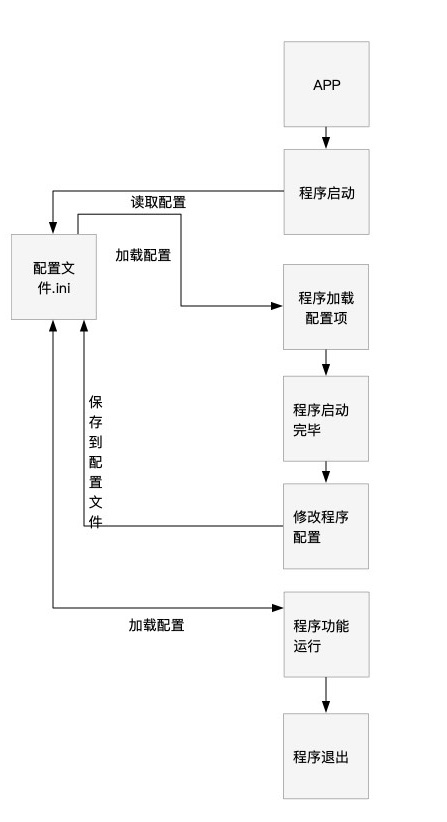 APP
程序启动
读取配置
配置文
件.ini
加载配置
程序加载
配置项
程序启动
完毕
保
存
到
配
置
文
件
修改程序
配置
加载配置
程序功能
运行
程序退出